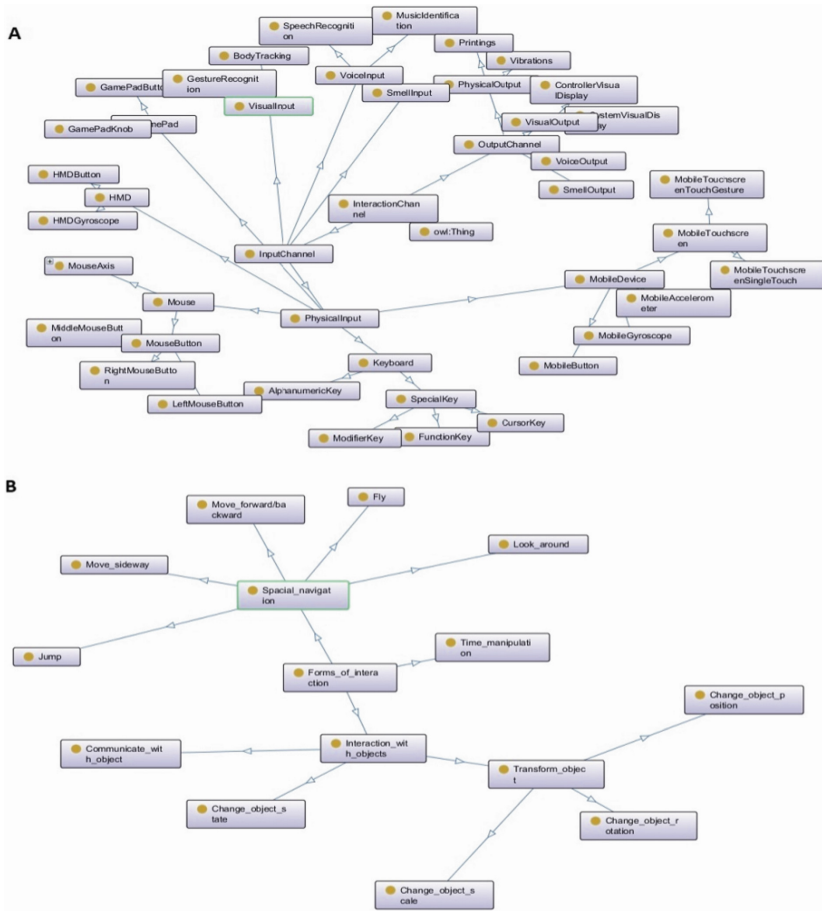 A
SpeechRecogniti
on
MusicIdentifica
tion
Printings
BodyTracking
Vibrations
GestureRecognit
ion
VoiceInput
GamePadButto
SmellInput
PhysicalOutput
ControllerVisua
lDisplay
VisualInout
GamePadKnob
mePad
VisualOutput
ystemVisualDis
lay
OutputChannel
VoiceOutput
HMDButton
SmellOutput
MobileTouchscre
enTouchGesture
HMD
InteractionChan
nel
HMDGyroscope
owl:Thing
MobileTouchscre
en
InputChannel
MouseAxis
MobileTouchscre
enSingleTouch
MobileDevice
Mouse
MobileAccelerom
eter
PhysicalInput
MiddleMouseButt
on
MouseButton
MobileGyroscope
Keyboard
MobileButton
RightMouseButto
n
AlphanumericKey
LeftMouseButton
SpecialKey
CursorKey
ModifierKey
FunctionKey
B
Move_forward/ba
ckward
Fly
Look_around
Move_sideway
Spacial_navigat
ion
Jump
Time_manipulati
on
Forms_of_intera
ction
Change_object_p
osition
Communicate_wit
h_object
Interaction_wit
h_objects
Transform_objec
t
Change_object_s
tate
Change_object_r
otation
Change_object_s
cale